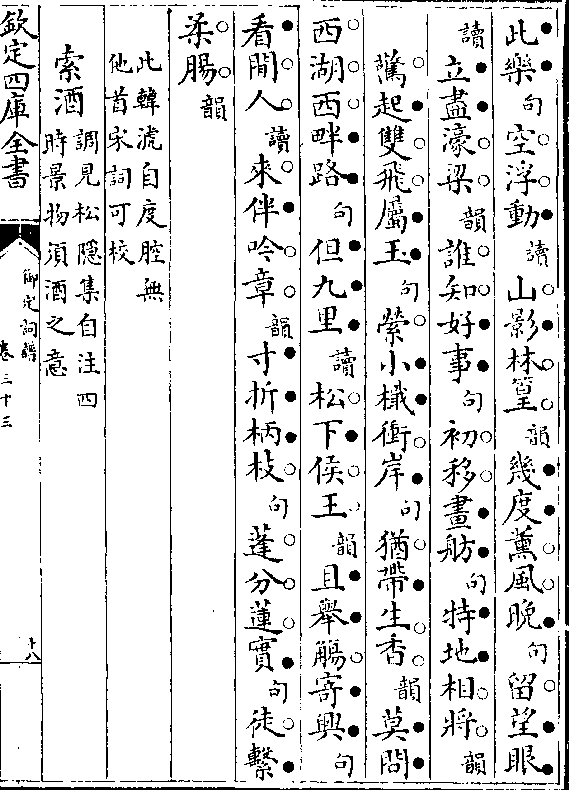 此樂句空浮動讀山影林篁韻幾度薰風晚句留望眼
讀立盡濠梁韻誰知好事句初移畫舫句特地相將韻
驚起雙飛屬玉句縈小檻衝岸句猶帶生香韻莫問
西湖西畔路句但九里讀松下侯王韻且舉觴寄興句
看閒人讀來伴吟章韻寸折柄枝句蓬分蓮實句徒繫
柔腸韻
此韓淲自度腔無
他首宋詞可校
索酒調見松隱集自注四
時景物須酒之意
欽定四庫全書
御定詞譜
卷三十三
十八